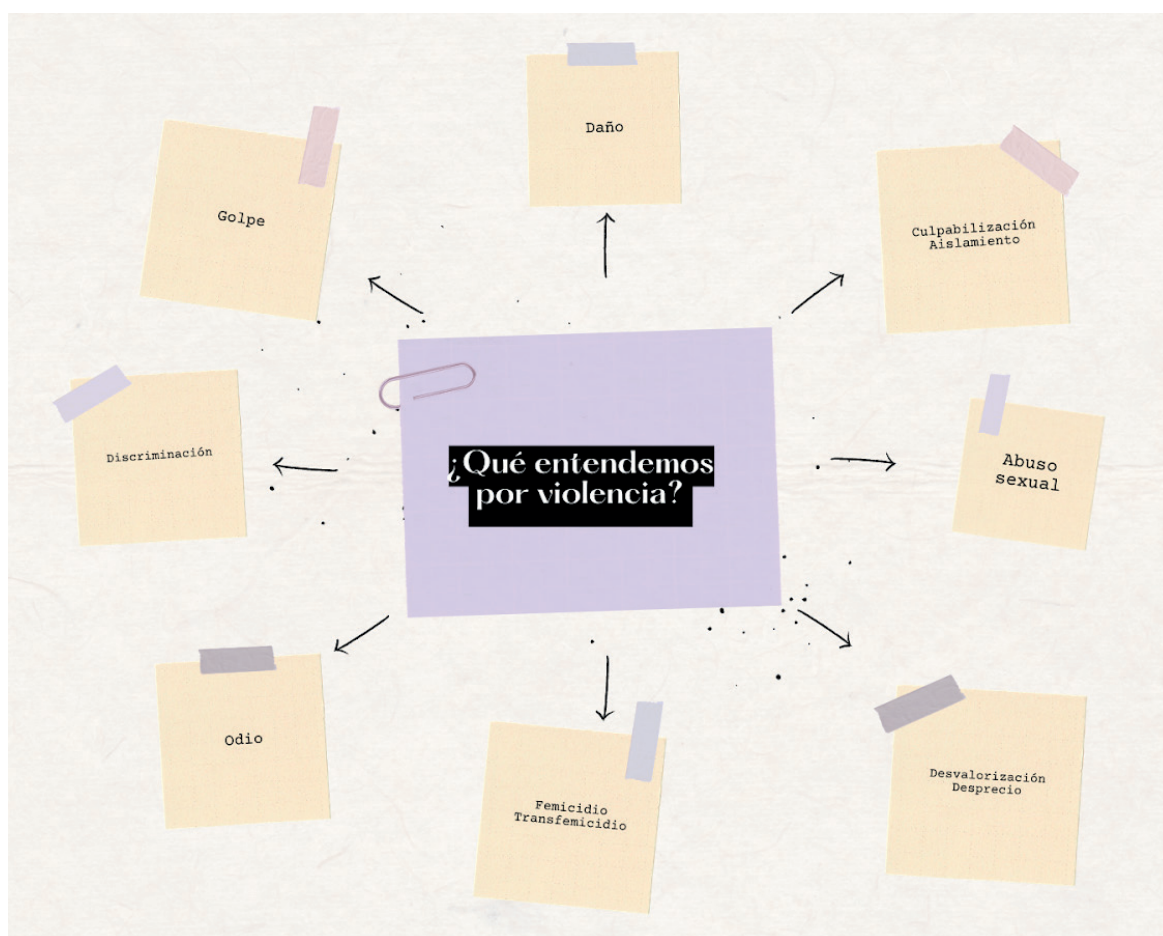 Daño
Golpe
Culpabilización
Aislamiento
¿Qué entendemos
por violencia?
Discriminación
Abuso
sexual
Odio
Femicidio
Transfemicidio
Desvalorización
Desprecio